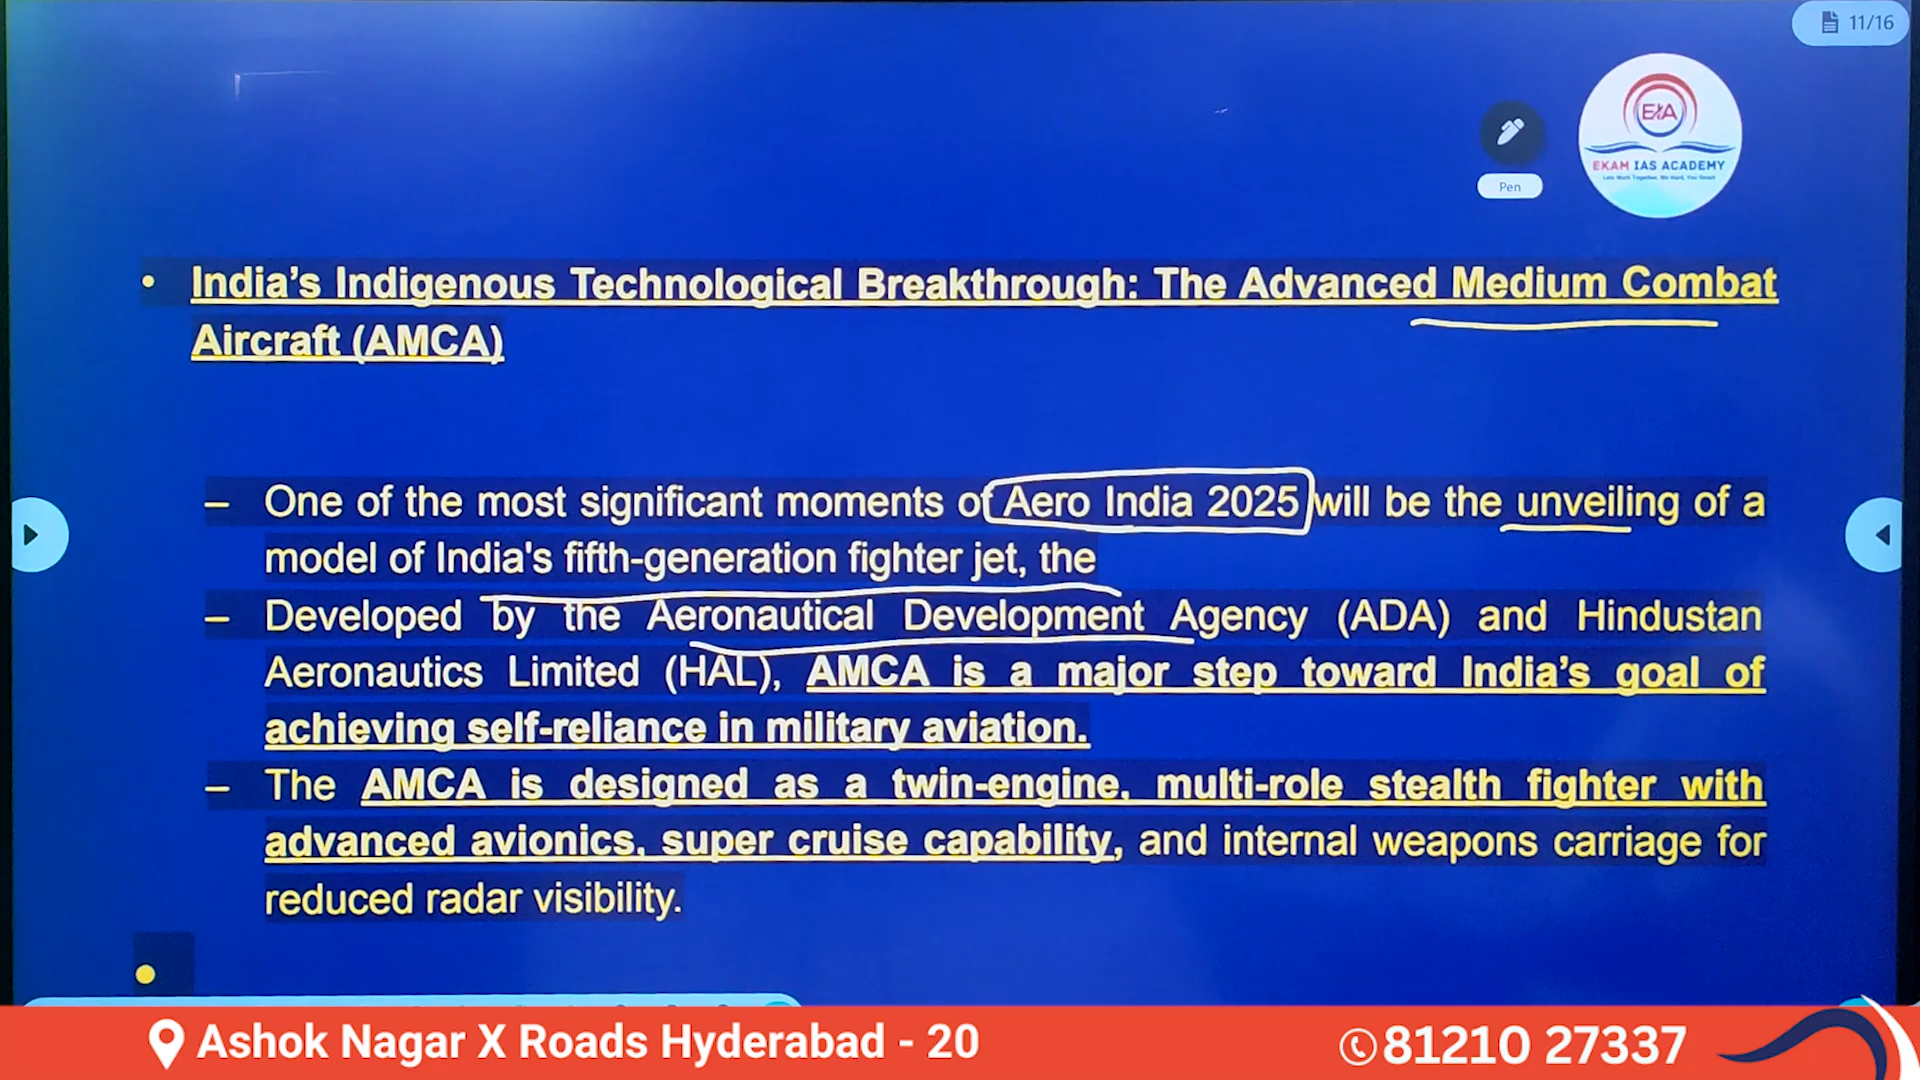 11/16
EKAM IAS ACADEMY
Pen
• India's Indigenous Technological Breakthrough: The Advanced Medium Combat
Aircraft (AMCA)
– One of the most significant moments of Aero India 2025 will be the unveiling of a
model of India's fifth-generation fighter jet, the
– Developed by the Aeronautical Development Agency (ADA) and Hindustan
Aeronautics Limited (HAL), AMCA is a major step toward India's goal of
achieving self-reliance in military aviation.
– The AMCA is designed as a twin-engine, multi-role stealth fighter with
advanced avionics, super cruise capability, and internal weapons carriage for
reduced radar visibility.
Ashok Nagar X Roads Hyderabad - 20
81210 27337